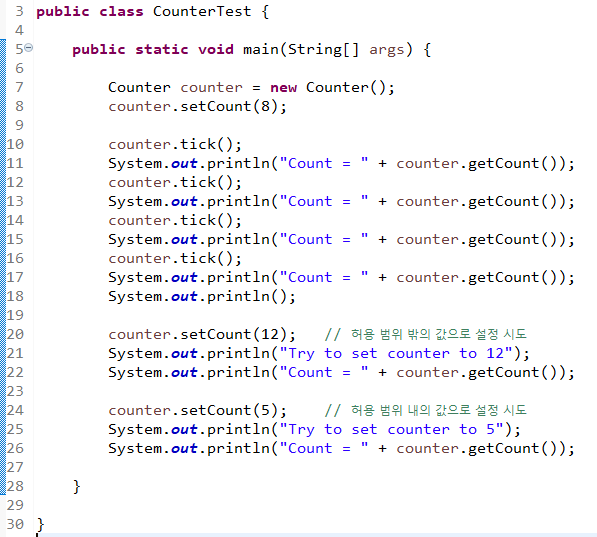 3 public class CounterTest {
4
5 public static void main(String[] args) {
6
7 Counter counter = new Counter();
8 counter.setCount(8);
9
10 counter.tick();
11 System.out.println("Count = " + counter.getCount());
12 counter.tick();
13 System.out.println("Count = " + counter.getCount());
14 counter.tick();
15 System.out.println("Count = " + counter.getCount());
16 counter.tick();
17 System.out.println("Count = " + counter.getCount());
18 System.out.println();
19
20 counter.setCount(12); // 허용 범위 밖의 값으로 설정 시도
21 System.out.println("Try to set counter to 12");
22 System.out.println("Count = " + counter.getCount());
23
24 counter.setCount(5); // 허용 범위 내의 값으로 설정 시도
25 System.out.println("Try to set counter to 5");
26 System.out.println("Count = " + counter.getCount());
27
28 }
29
30 }